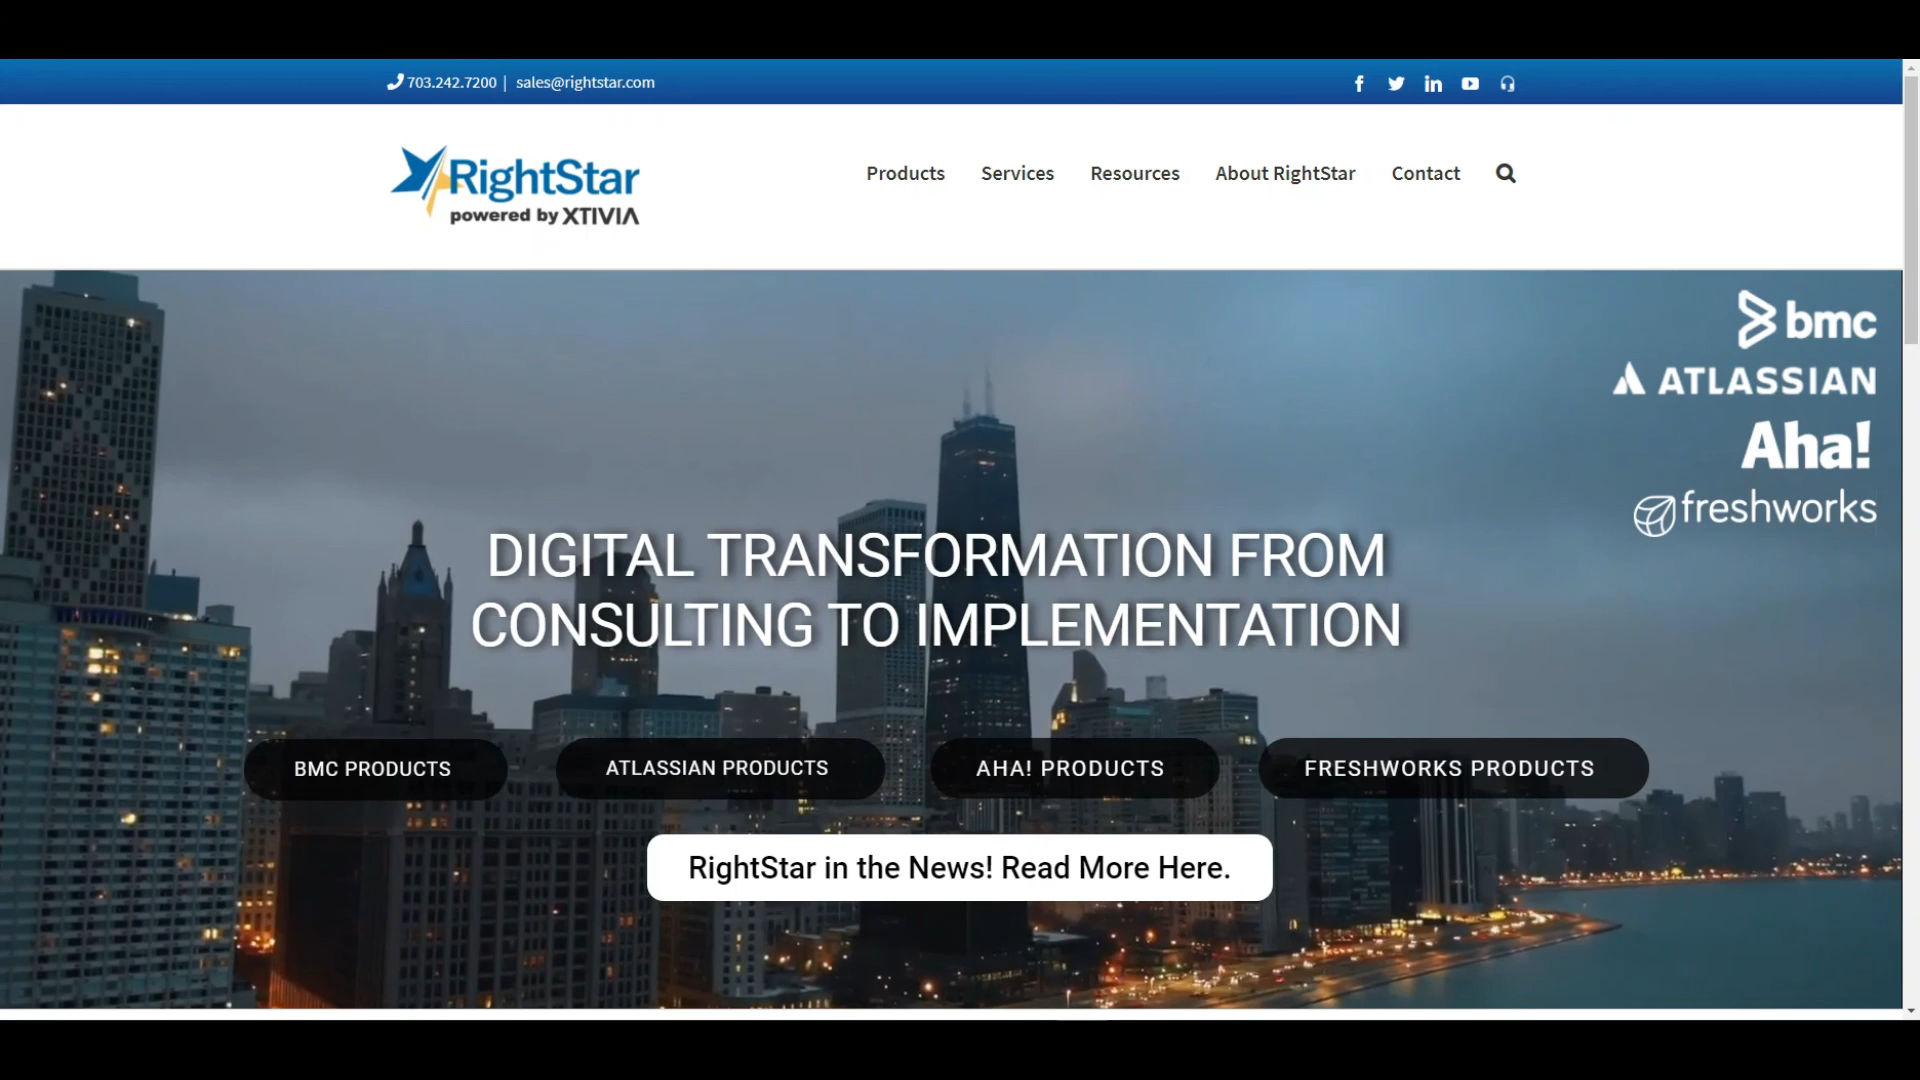 703.242.7200 | sales@rightstar.com
RightStar
powered by XTIVIA
Products Services Resources About RightStar Contact
bmc
ATLASSIAN
Aha!
freshworks
DIGITAL TRANSFORMATION FROM
CONSULTING TO IMPLEMENTATION
BMC PRODUCTS ATLASSIAN PRODUCTS AHA! PRODUCTS FRESHWORKS PRODUCTS
RightStar in the News! Read More Here.